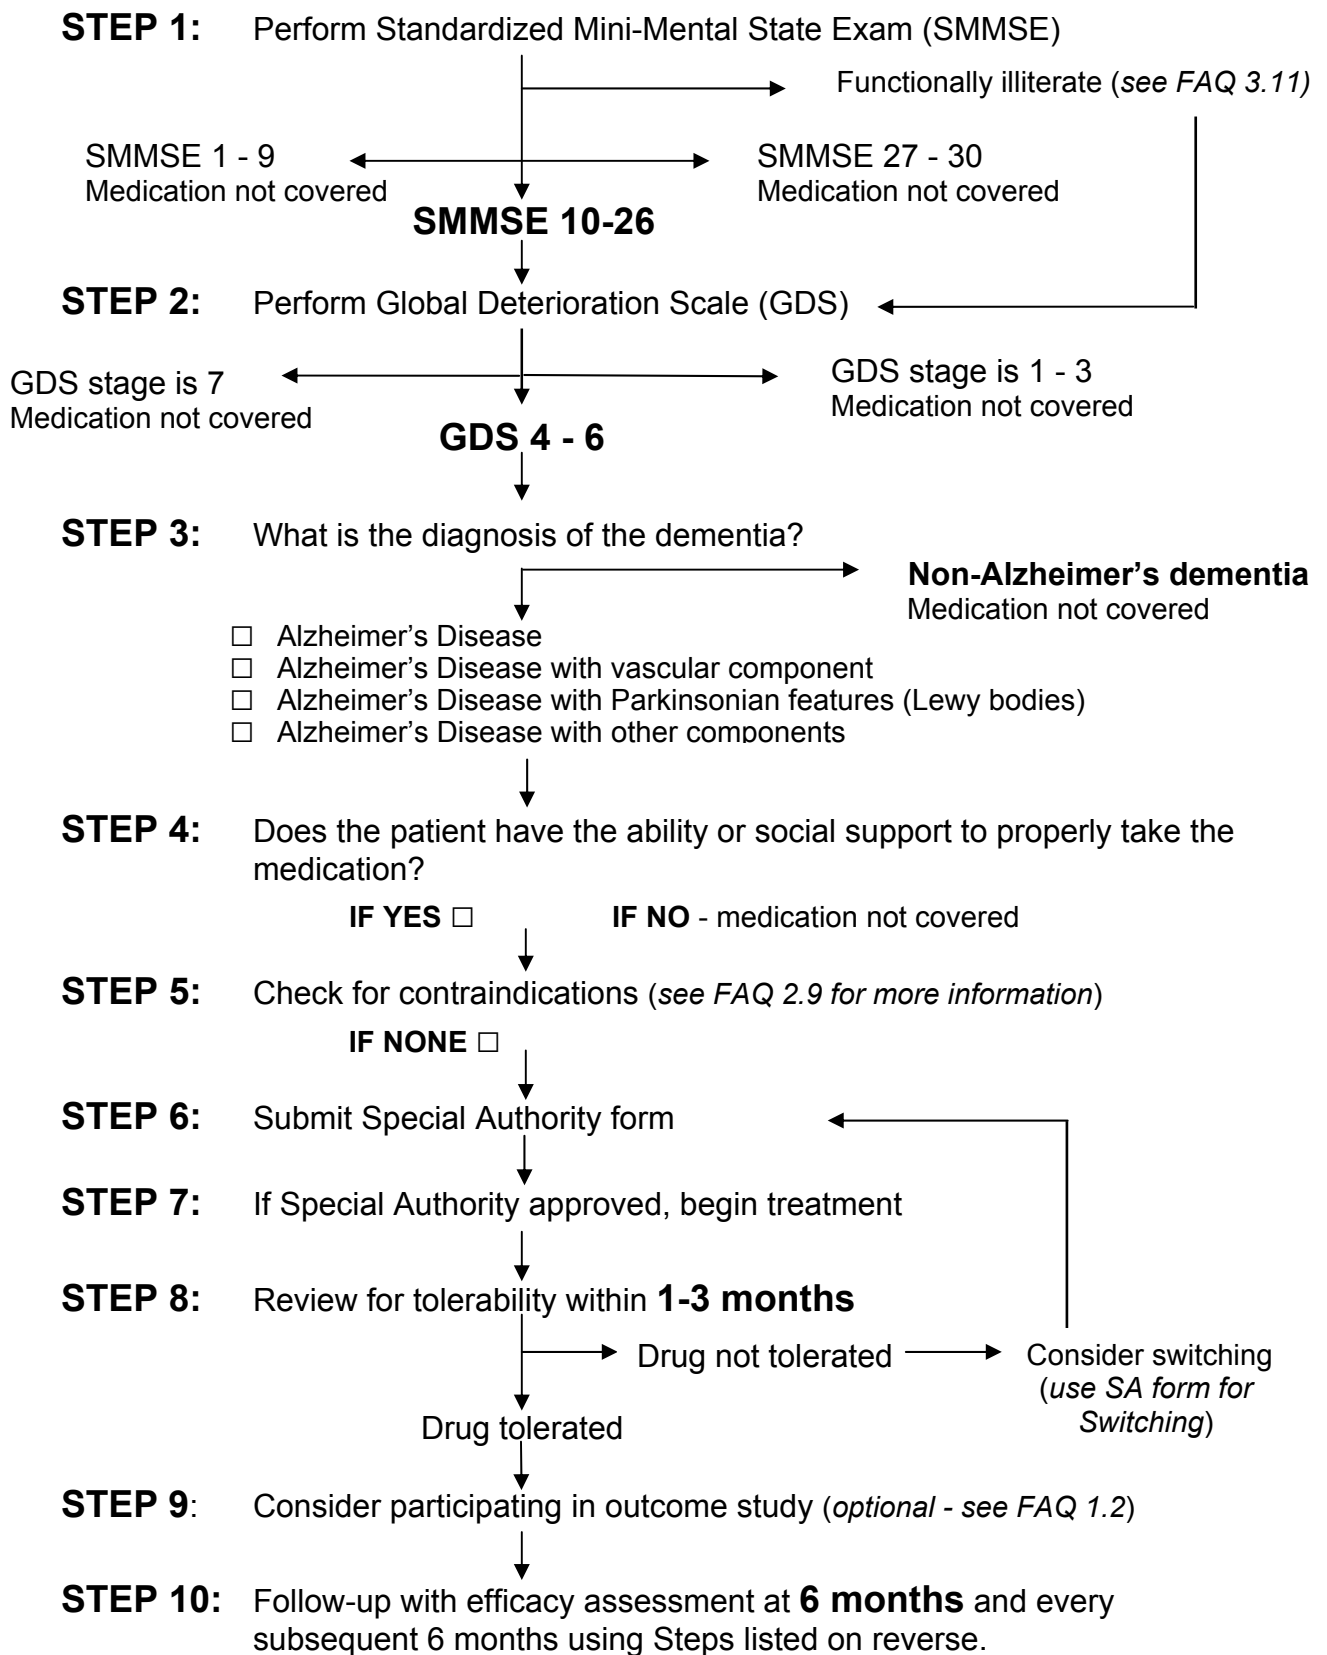 STEP 1: Perform Standardized Mini-Mental State Exam (SMMSE)
Functionally illiterate (see FAQ 3.11)
SMMSE 1 - 9
Medication not covered
SMMSE 27 - 30
Medication not covered
SMMSE 10-26
STEP 2: Perform Global Deterioration Scale (GDS)
GDS stage is 7
Medication not covered
GDS stage is 1 - 3
Medication not covered
GDS 4 - 6
STEP 3: What is the diagnosis of the dementia?
Non-Alzheimer’s dementia
Medication not covered
□ Alzheimer’s Disease
□ Alzheimer’s Disease with vascular component
□ Alzheimer’s Disease with Parkinsonian features (Lewy bodies)
□ Alzheimer’s Disease with other components
STEP 4: Does the patient have the ability or social support to properly take the
medication?
IF YES □ IF NO - medication not covered
STEP 5: Check for contraindications (see FAQ 2.9 for more information)
IF NONE □
STEP 6: Submit Special Authority form
STEP 7: If Special Authority approved, begin treatment
STEP 8: Review for tolerability within 1-3 months
Drug not tolerated
Consider switching
(use SA form for
Switching)
Drug tolerated
STEP 9: Consider participating in outcome study (optional - see FAQ 1.2)
STEP 10: Follow-up with efficacy assessment at 6 months and every
subsequent 6 months using Steps listed on reverse.